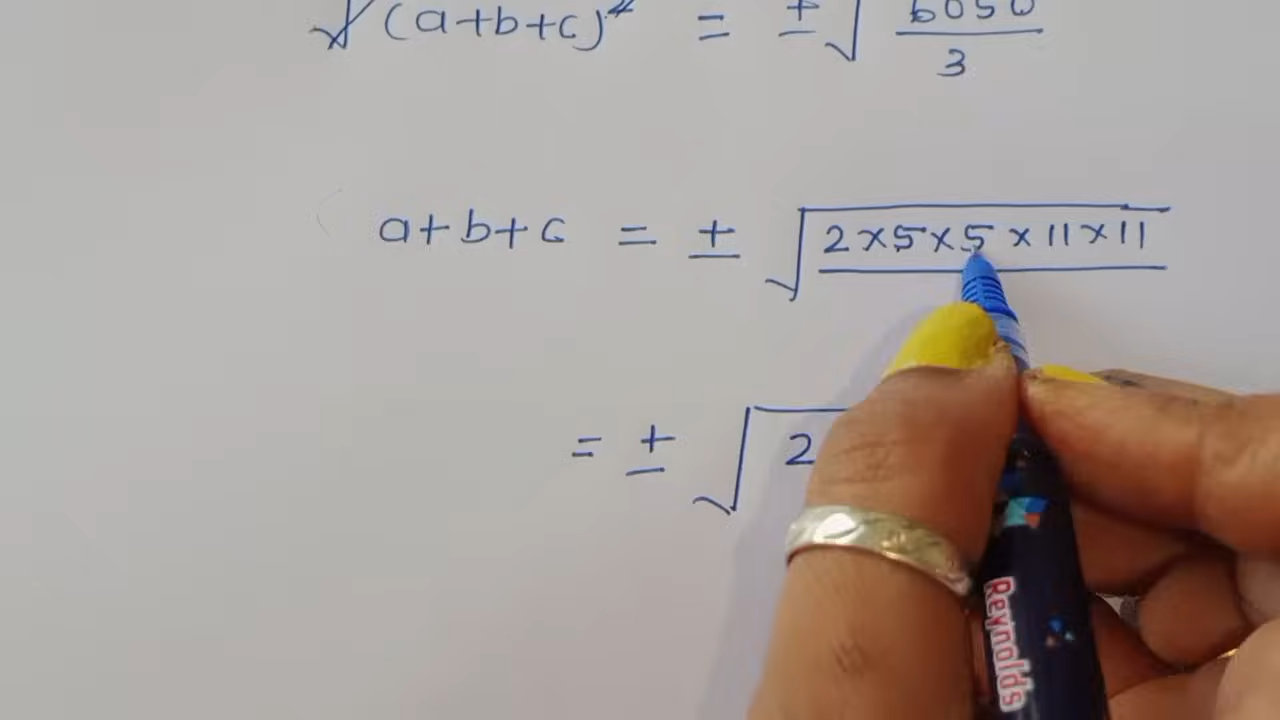 √(a+b+c)² = ±√6050/3
a+b+c = ±√2×5×5×11×11
= ±√2
Reynolds